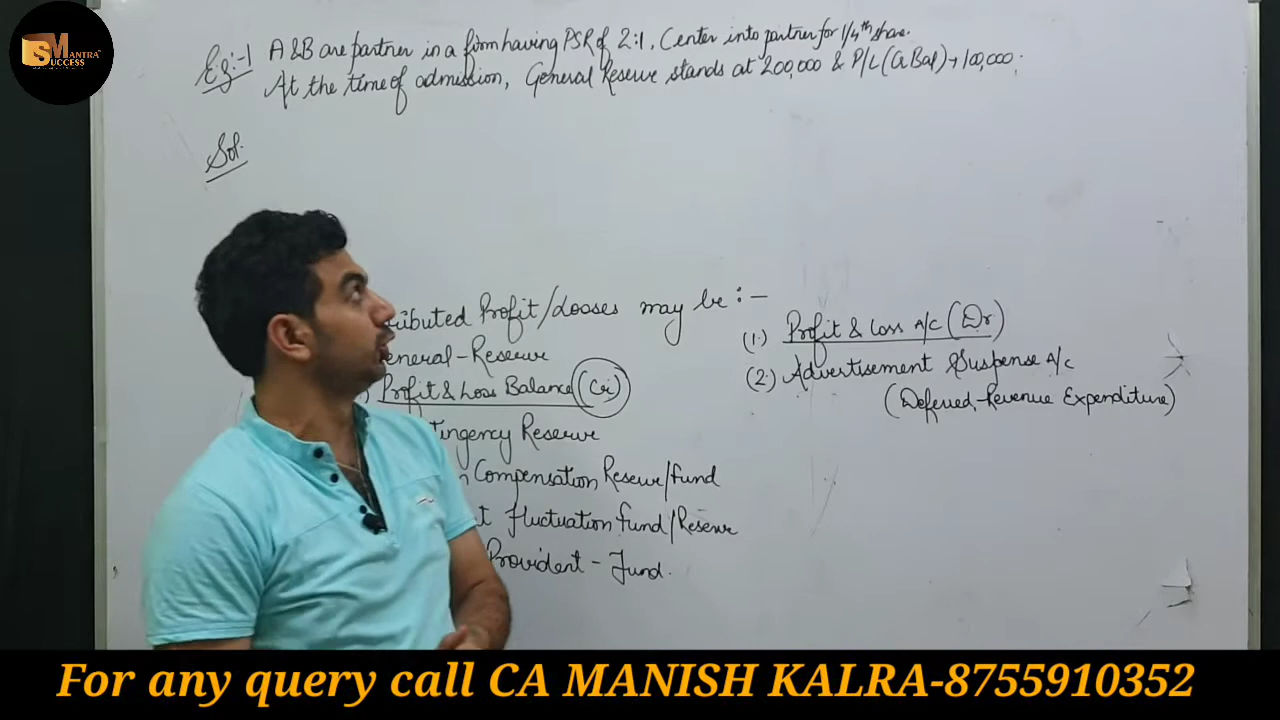 SMANTRA
SUCCESS
Ex:-1 A & B are partner in a firm having PSR of 2:1, C enter into partner for 1/4th share.
At the time of admission, General Reserve stands at 200,000 & P/L (Cr Bal) → 100,000;
Sol.
ributed Profit/Losses may be :-
eneral-Reserve
) Profit & Loss Balance (Cr)
tingency Reserve
n Compensation Reserve/fund
t fluctuation fund/Reserve
Provident - Fund.
(1.) Profit & Loss A/c (Dr)
(2.) Advertisement Suspense A/c
(Deferred-Revenue Expenditure)
For any query call CA MANISH KALRA-8755910352